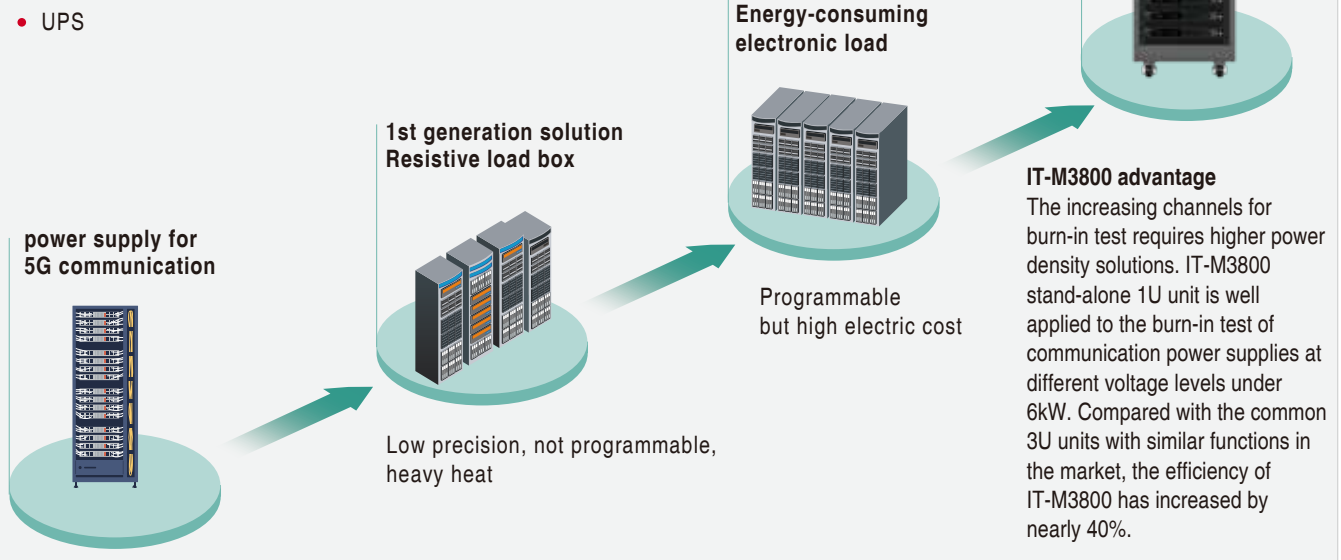 • UPS
power supply for
5G communication
1st generation solution
Resistive load box
Low precision, not programmable,
heavy heat
Energy-consuming
electronic load
Programmable
but high electric cost
IT-M3800 advantage
The increasing channels for
burn-in test requires higher power
density solutions. IT-M3800
stand-alone 1U unit is well
applied to the burn-in test of
communication power supplies at
different voltage levels under
6kW. Compared with the common
3U units with similar functions in
the market, the efficiency of
IT-M3800 has increased by
nearly 40%.